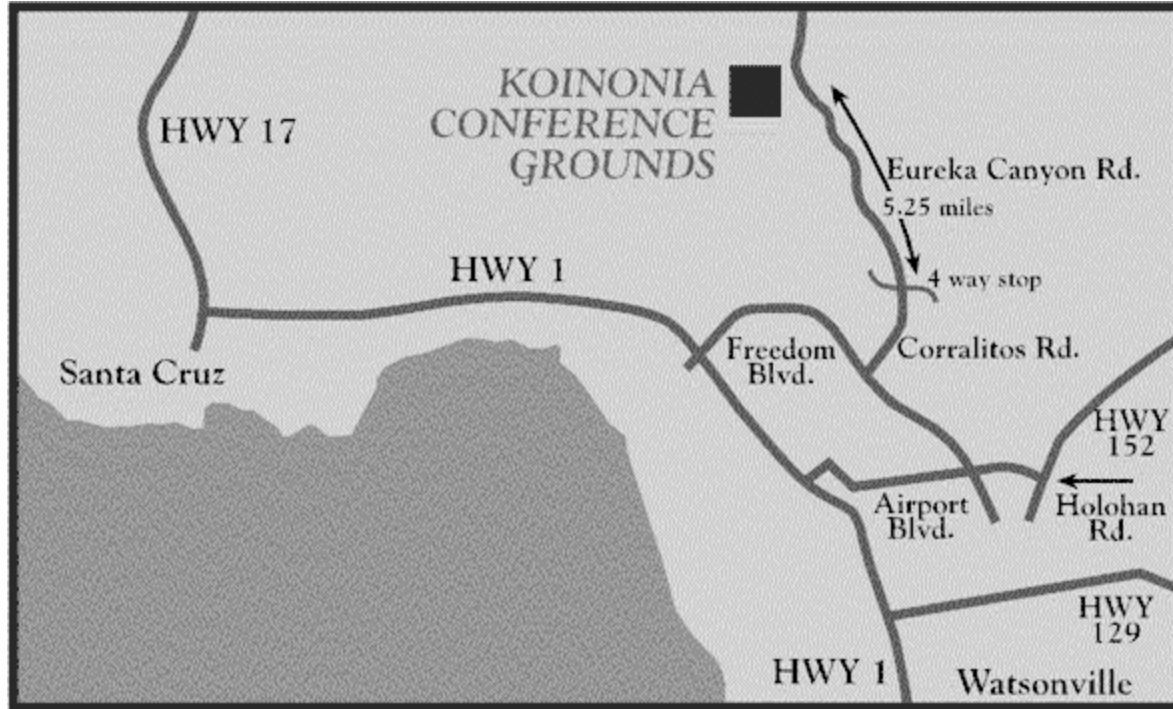 KOINONIA
CONFERENCE
GROUNDS
HWY 17
Eureka Canyon Rd.
5.25 miles
HWY 1
4 way stop
Freedom
Blvd.
Corralitos Rd.
Santa Cruz
HWY
152
Airport
Blvd.
Holohan
Rd.
HWY
129
HWY 1
Watsonville